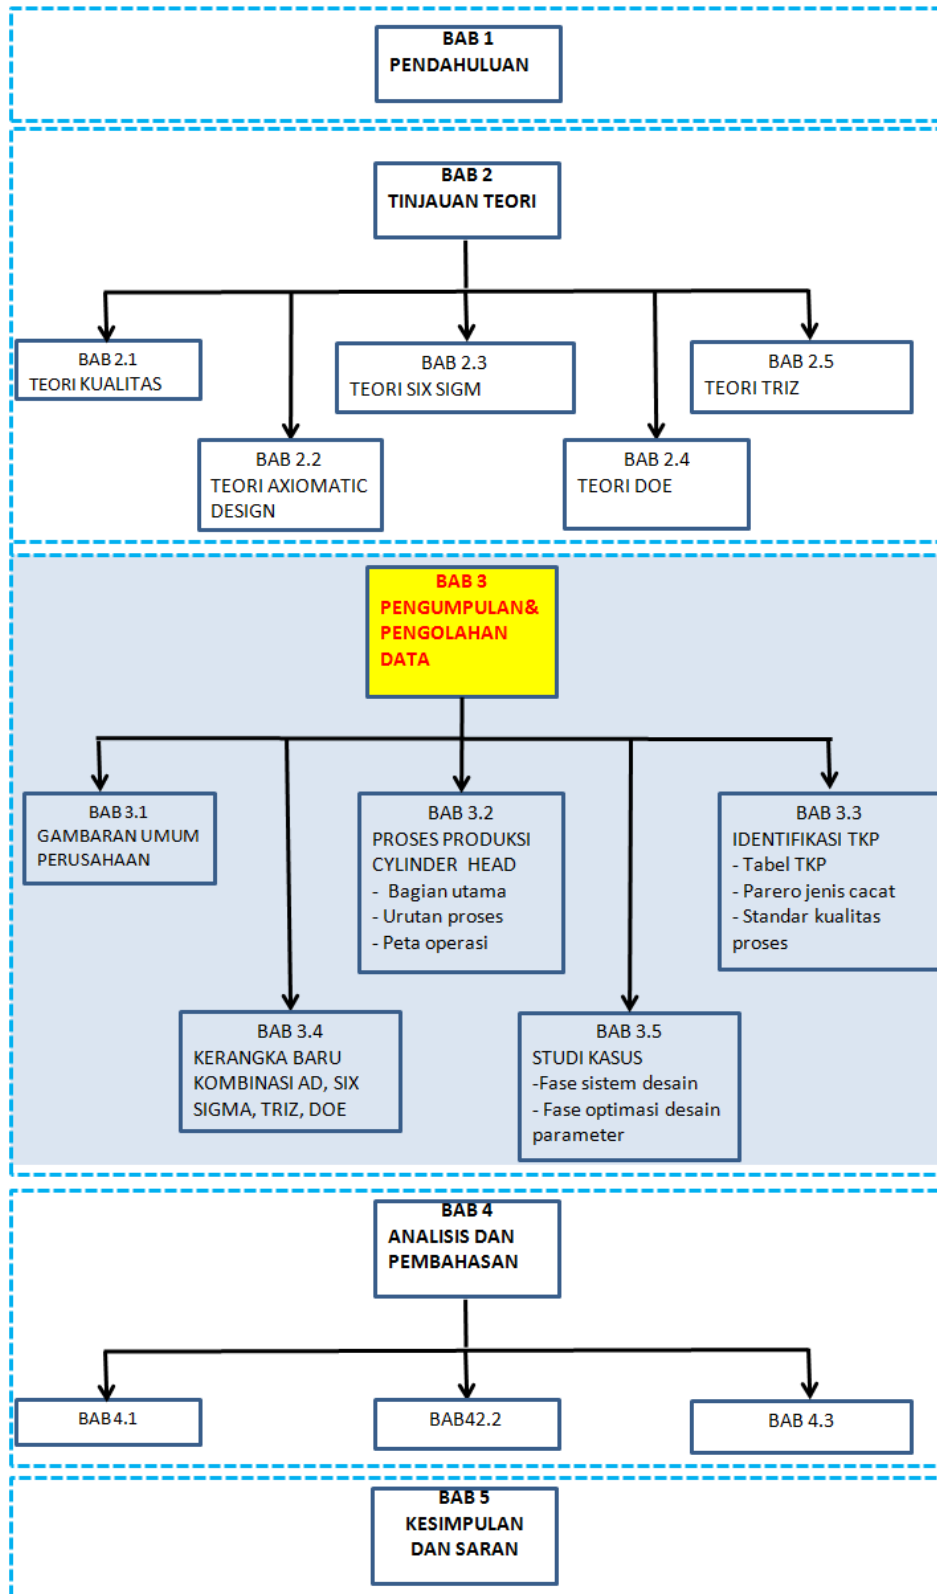 BAB 1
PENDAHULUAN
BAB 2
TINJAUAN TEORI
BAB 2.1
TEORI KUALITAS
BAB 2.3
TEORI SIX SIGM
BAB 2.5
TEORI TRIZ
BAB 2.2
TEORI AXIOMATIC
DESIGN
BAB 2.4
TEORI DOE
BAB 3
PENGUMPULAN&
PENGOLAHAN
DATA
BAB 3.1
GAMBARAN UMUM
PERUSAHAAN
BAB 3.2
PROSES PRODUKSI
CYLINDER HEAD
- Bagian utama
- Urutan proses
- Peta operasi
BAB 3.3
IDENTIFIKASI TKP
- Tabel TKP
- Parero jenis cacat
- Standar kualitas
proses
BAB 3.4
KERANGKA BARU
KOMBINASI AD, SIX
SIGMA, TRIZ, DOE
BAB 3.5
STUDI KASUS
-Fase sistem desain
- Fase optimasi desain
parameter
BAB 4
ANALISIS DAN
PEMBAHASAN
BAB 4.1
BAB42.2
BAB 4.3
BAB 5
KESIMPULAN
DAN SARAN